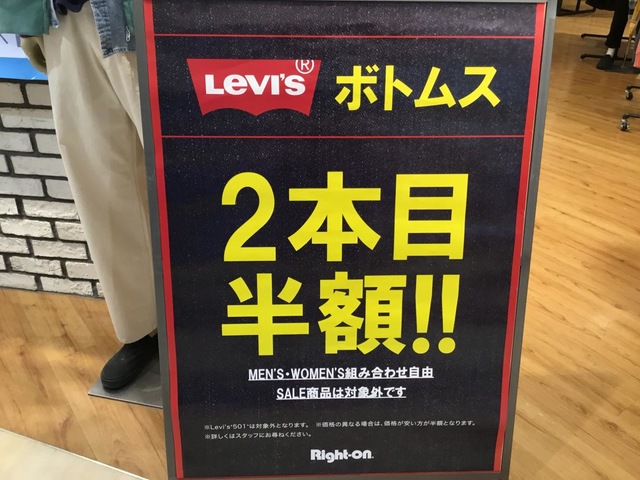 LEVI'S® ボトムス
2本目
半額!!
MEN'S・WOMEN'S組み合わせ自由
SALE商品は対象外です
※Levi's®501®は対象外となります。 ※価格の異なる場合は、価格が安い方が半額となります。
※詳しくはスタッフにお尋ねください。
Right-on